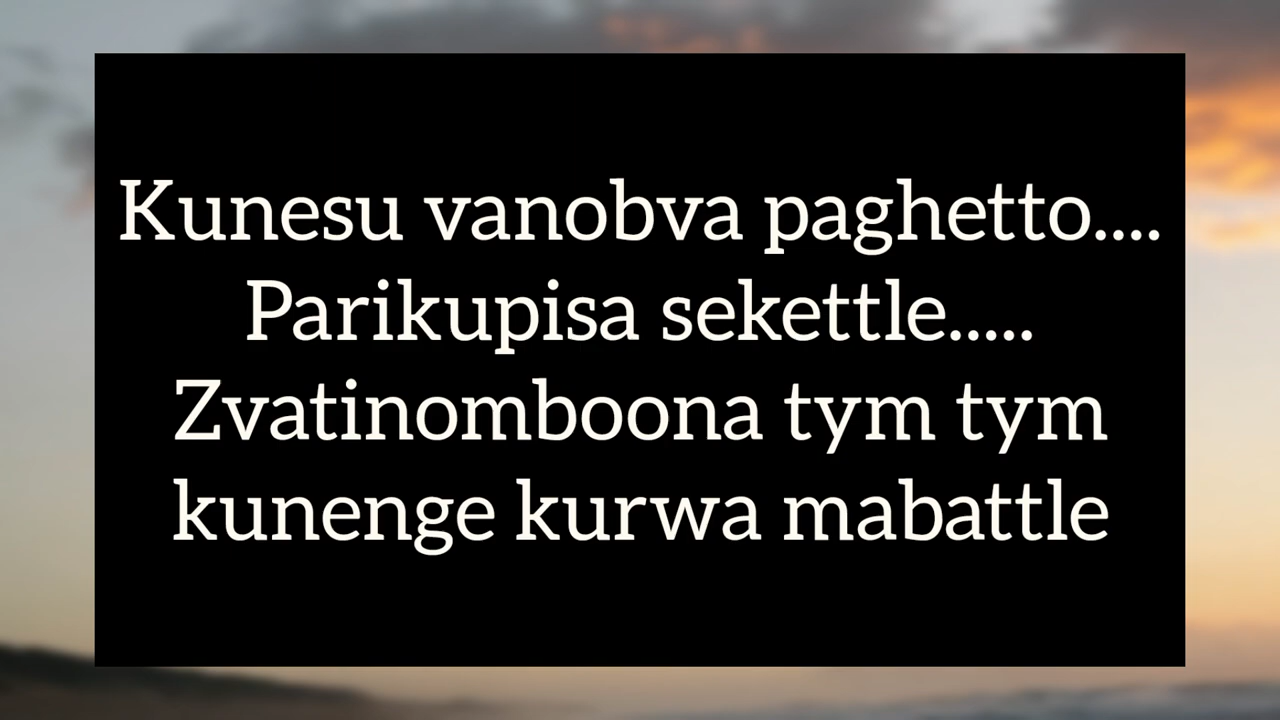 Kunesu vanobva paghetto....
Parikupisa sekettle.....
Zvatinomboona tym tym
kunenge kurwa mabattle